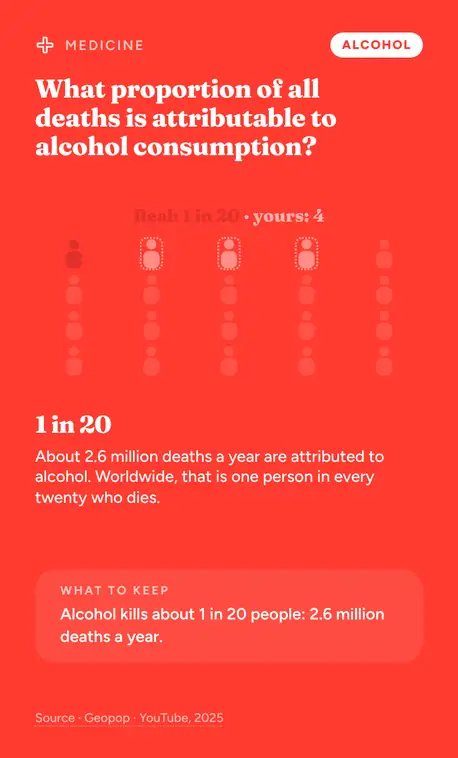 MEDICINE
ALCOHOL
What proportion of all
deaths is attributable to
alcohol consumption?
Real: 1 in 20 · yours: 4
1 in 20
About 2.6 million deaths a year are attributed to
alcohol. Worldwide, that is one person in every
twenty who dies.
WHAT TO KEEP
Alcohol kills about 1 in 20 people: 2.6 million
deaths a year.
Source · Geopop · YouTube, 2025